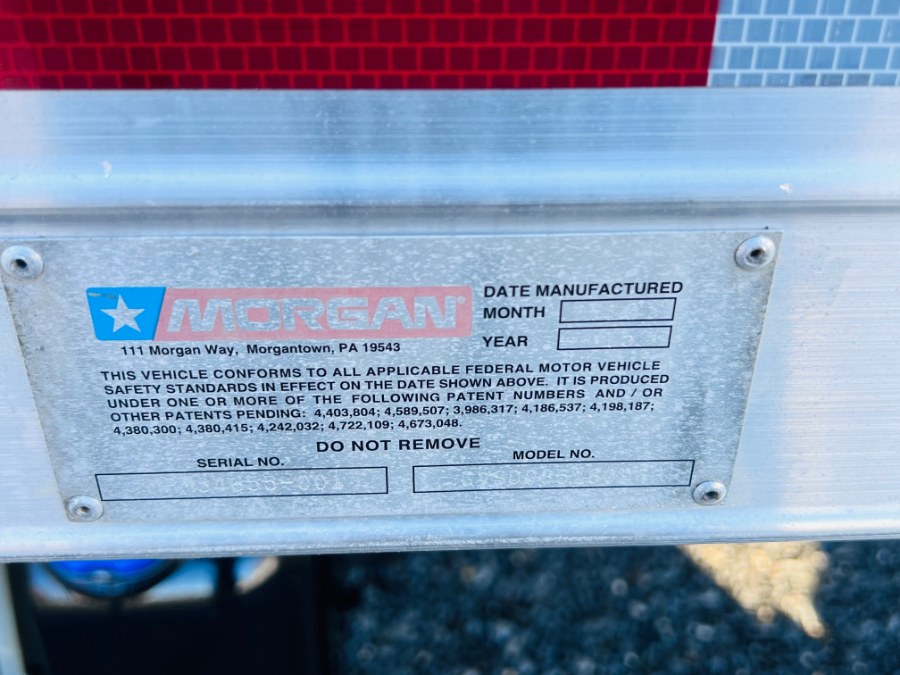 MORGAN®
DATE MANUFACTURED
MONTH
YEAR
111 Morgan Way, Morgantown, PA 19543
THIS VEHICLE CONFORMS TO ALL APPLICABLE FEDERAL MOTOR VEHICLE
SAFETY STANDARDS IN EFFECT ON THE DATE SHOWN ABOVE. IT IS PRODUCED
UNDER ONE OR MORE OF THE FOLLOWING PATENT NUMBERS AND / OR
OTHER PATENTS PENDING: 4,403,804; 4,589,507; 3,986,317; 4,186,537; 4,198,187;
4,380,300; 4,380,415; 4,242,032; 4,722,109; 4,673,048.
DO NOT REMOVE
SERIAL NO.
MODEL NO.